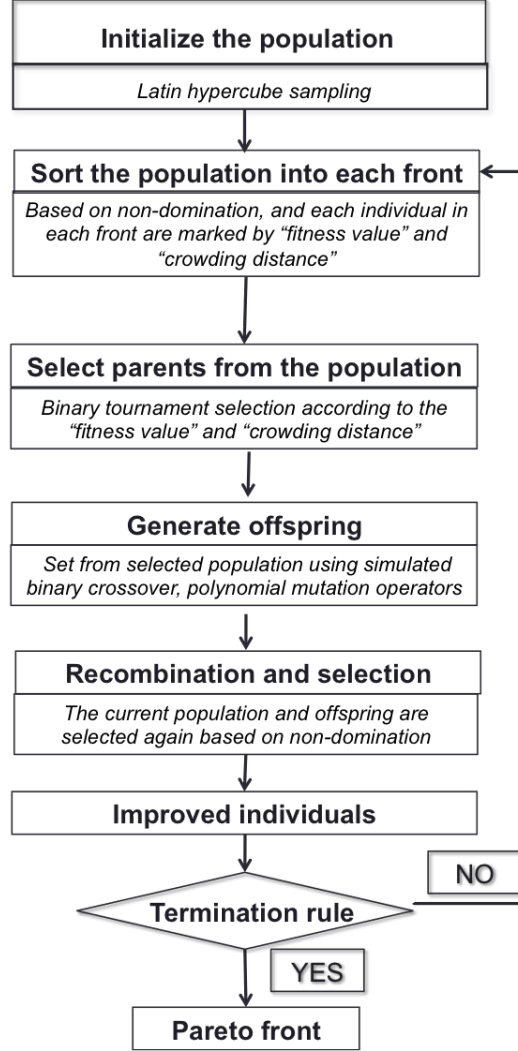 Initialize the population
Latin hypercube sampling
Sort the population into each front
Based on non-domination, and each individual in
each front are marked by “fitness value” and
“crowding distance”
Select parents from the population
Binary tournament selection according to the
“fitness value” and “crowding distance”
Generate offspring
Set from selected population using simulated
binary crossover, polynomial mutation operators
Recombination and selection
The current population and offspring are
selected again based on non-domination
Improved individuals
NO
Termination rule
YES
Pareto front